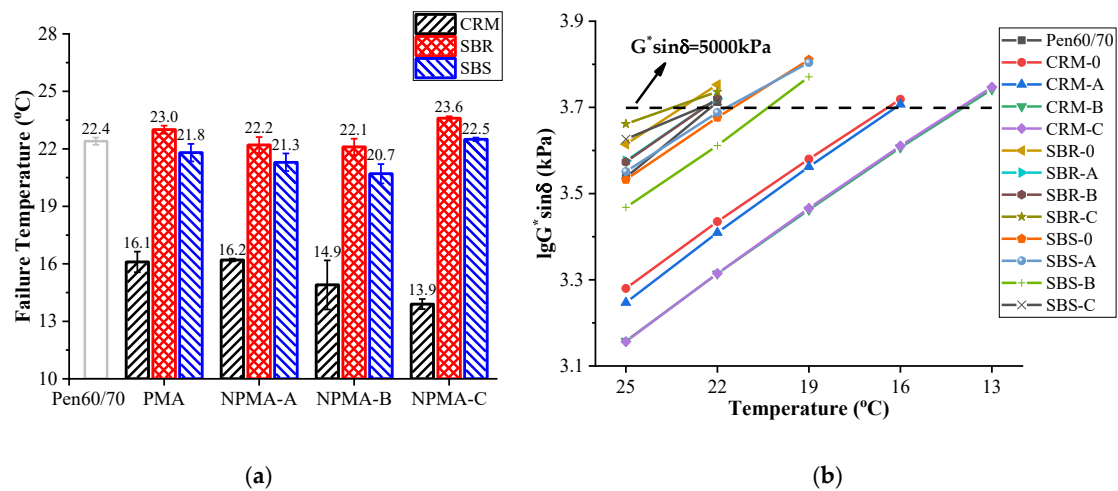 28
25
22
19
16
13
10
Failure Temperature (ºC)
CRM
SBR
SBS
22.4
16.1
23.0
21.8
16.2
22.2
21.3
14.9
22.1
20.7
13.9
23.6
22.5
Pen60/70 PMA NPMA-A NPMA-B NPMA-C
(a)
3.9
3.7
3.5
3.3
3.1
lgG*sinδ (kPa)
G*sinδ=5000kPa
25 22 19 16 13
Temperature (ºC)
Pen60/70
CRM-0
CRM-A
CRM-B
CRM-C
SBR-0
SBR-A
SBR-B
SBR-C
SBS-0
SBS-A
SBS-B
SBS-C
(b)